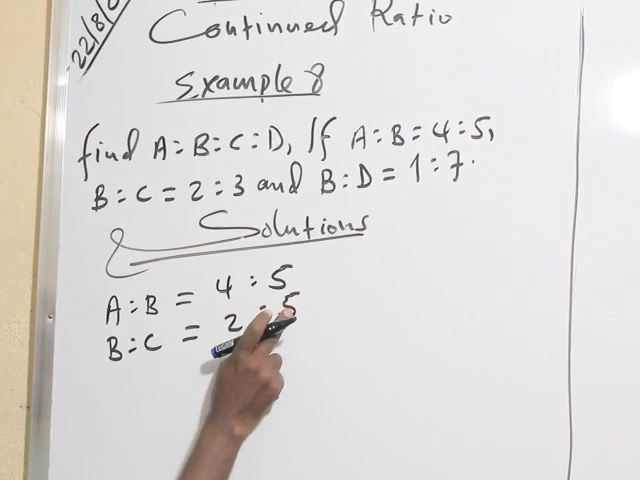 22/8/
Continued Ratio
Example 8
find A:B:C:D, If A:B=4:5,
B:C=2:3 and B:D=1:7.
Solutions
A:B = 4:5
B:C = 2:5